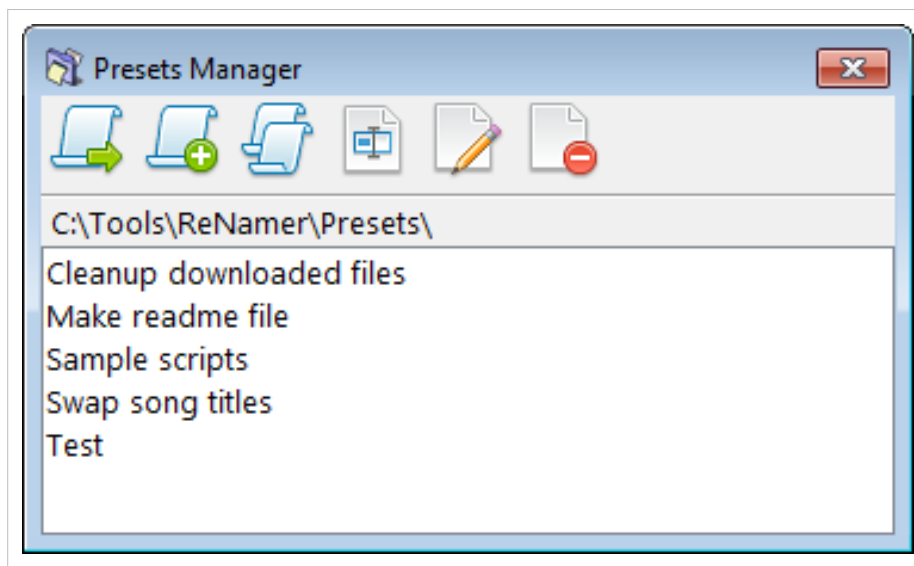 Presets Manager
C:\Tools\ReNamer\Presets\
Cleanup downloaded files
Make readme file
Sample scripts
Swap song titles
Test